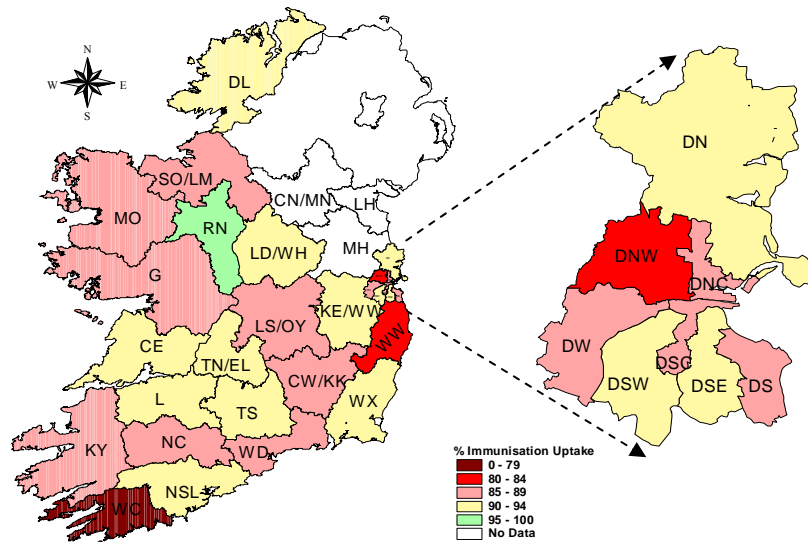 N
W E
S
DL
SO/LM
CN/MN
LH
MO
RN
MH
LD/WH
G
KE/WW
LS/OY
WW
CE
TN/EL
CW/KK
L
TS
WX
KY
NC
WD
NSL
WC
DN
DNW
DNC
DW
DSC
DSW
DSE
DS
% Immunisation Uptake
0 - 79
80 - 84
85 - 89
90 - 94
95 - 100
No Data